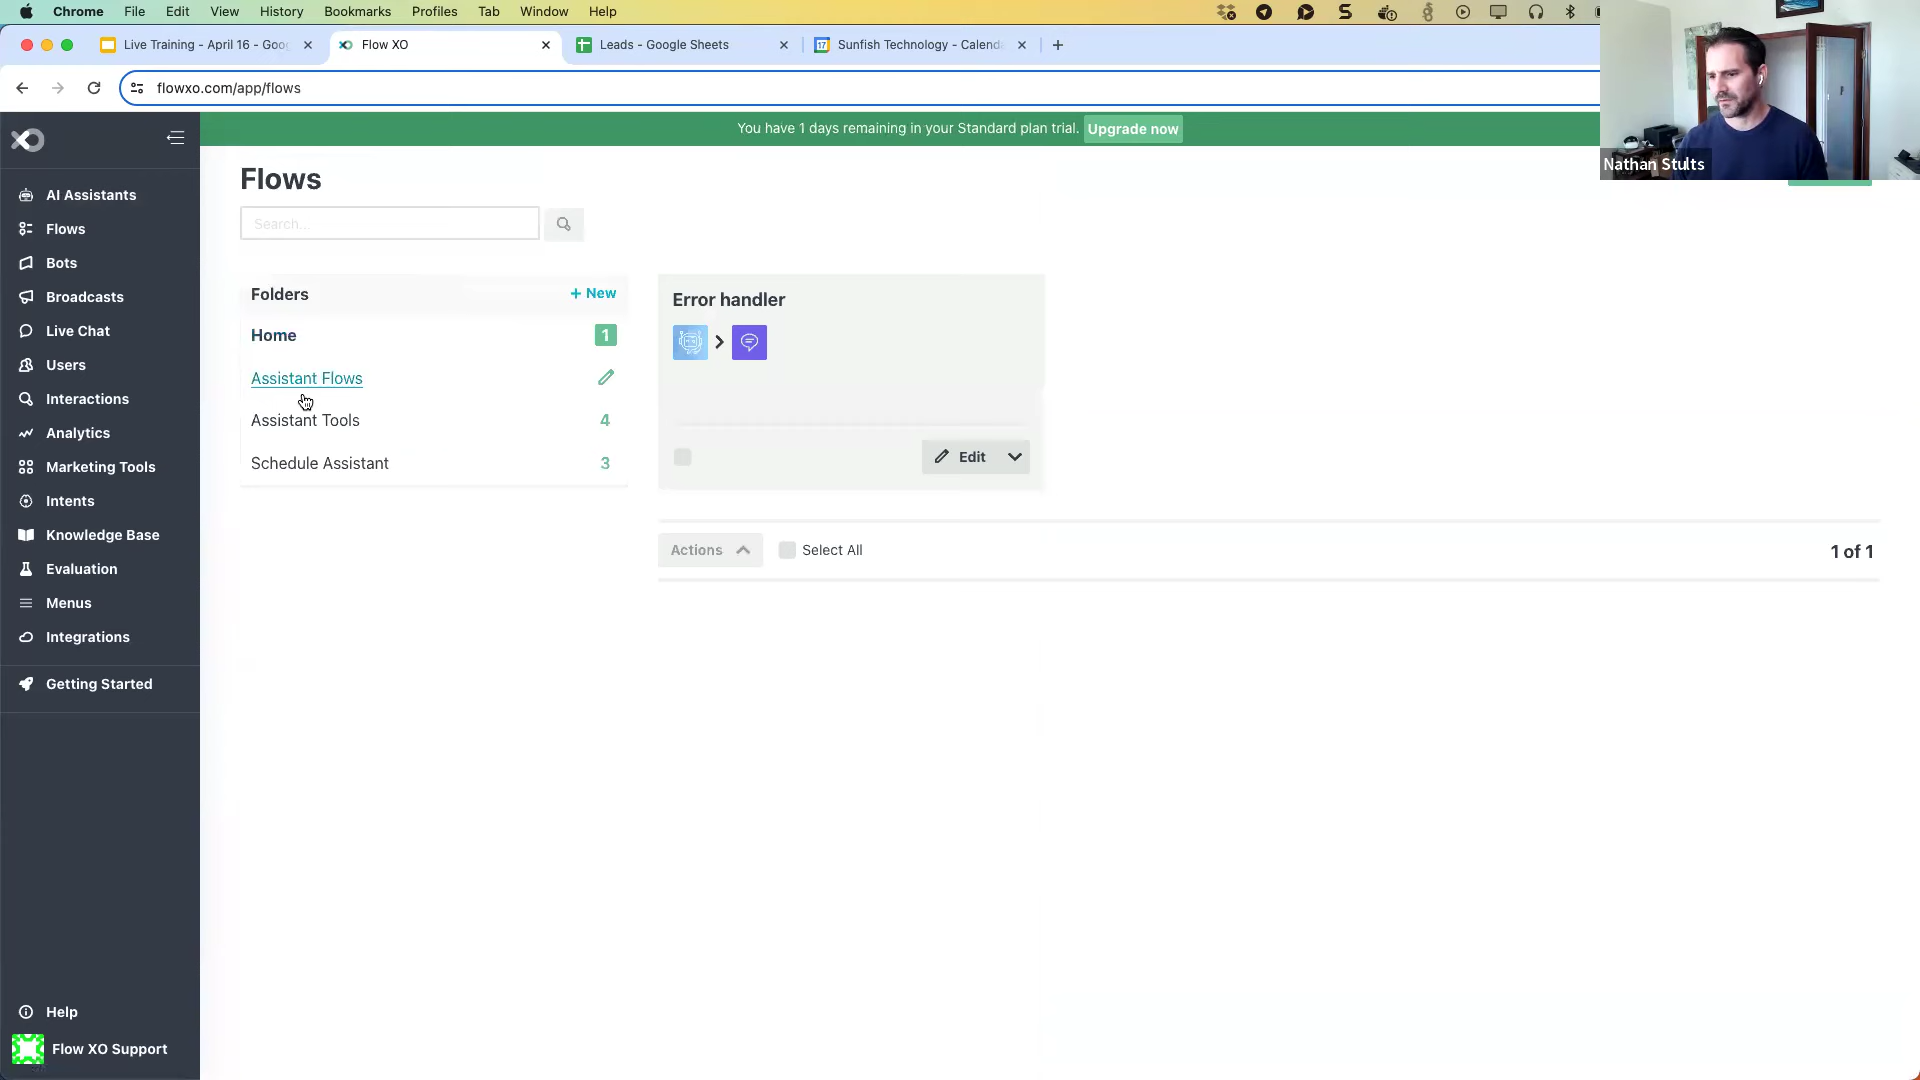 Chrome File Edit View History Bookmarks Profiles Tab Window Help
Live Training - April 16 - Goog
Flow XO
Leads - Google Sheets
Sunfish Technology - Calend
flowxo.com/app/flows
Nathan Stults
You have 1 days remaining in your Standard plan trial. Upgrade now
AI Assistants
Flows
Bots
Broadcasts
Live Chat
Users
Interactions
Analytics
Marketing Tools
Intents
Knowledge Base
Evaluation
Menus
Integrations
Getting Started
Help
Flow XO Support
Flows
Search...
Folders + New
Home 1
Assistant Flows
Assistant Tools 4
Schedule Assistant 3
Error handler
Edit
Actions Select All 1 of 1